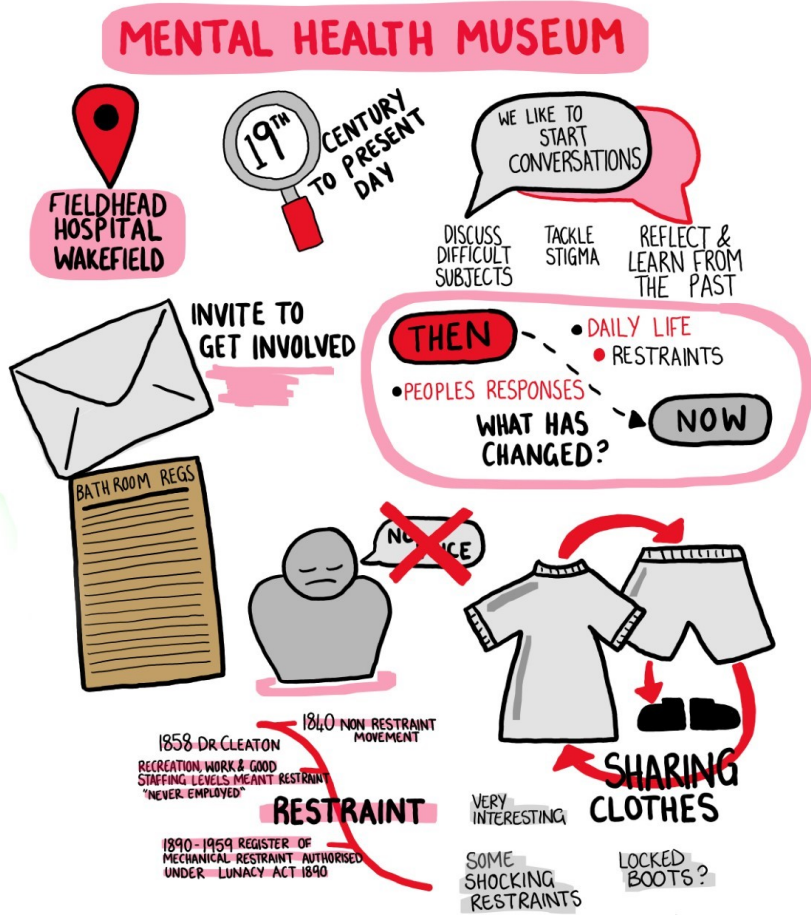 MENTAL HEALTH MUSEUM
FIELDHEAD
HOSPITAL
WAKEFIELD
19TH
CENTURY
TO PRESENT
DAY
WE LIKE TO
START
CONVERSATIONS
DISCUSS
DIFFICULT
SUBJECTS
TACKLE
STIGMA
REFLECT &
LEARN FROM
THE PAST
INVITE TO
GET INVOLVED
THEN
• DAILY LIFE
• RESTRAINTS
• PEOPLES RESPONSES
WHAT HAS
CHANGED?
NOW
BATHROOM REGS
1840 NON RESTRAINT
MOVEMENT
1858 DR CLEATON
RECREATION, WORK & GOOD
STAFFING LEVELS MEANT RESTRAINT
"NEVER EMPLOYED"
RESTRAINT
1890-1959 REGISTER OF
MECHANICAL RESTRAINT AUTHORISED
UNDER LUNACY ACT 1890
SHARING
CLOTHES
VERY
INTERESTING
SOME
SHOCKING
RESTRAINTS
LOCKED
BOOTS?